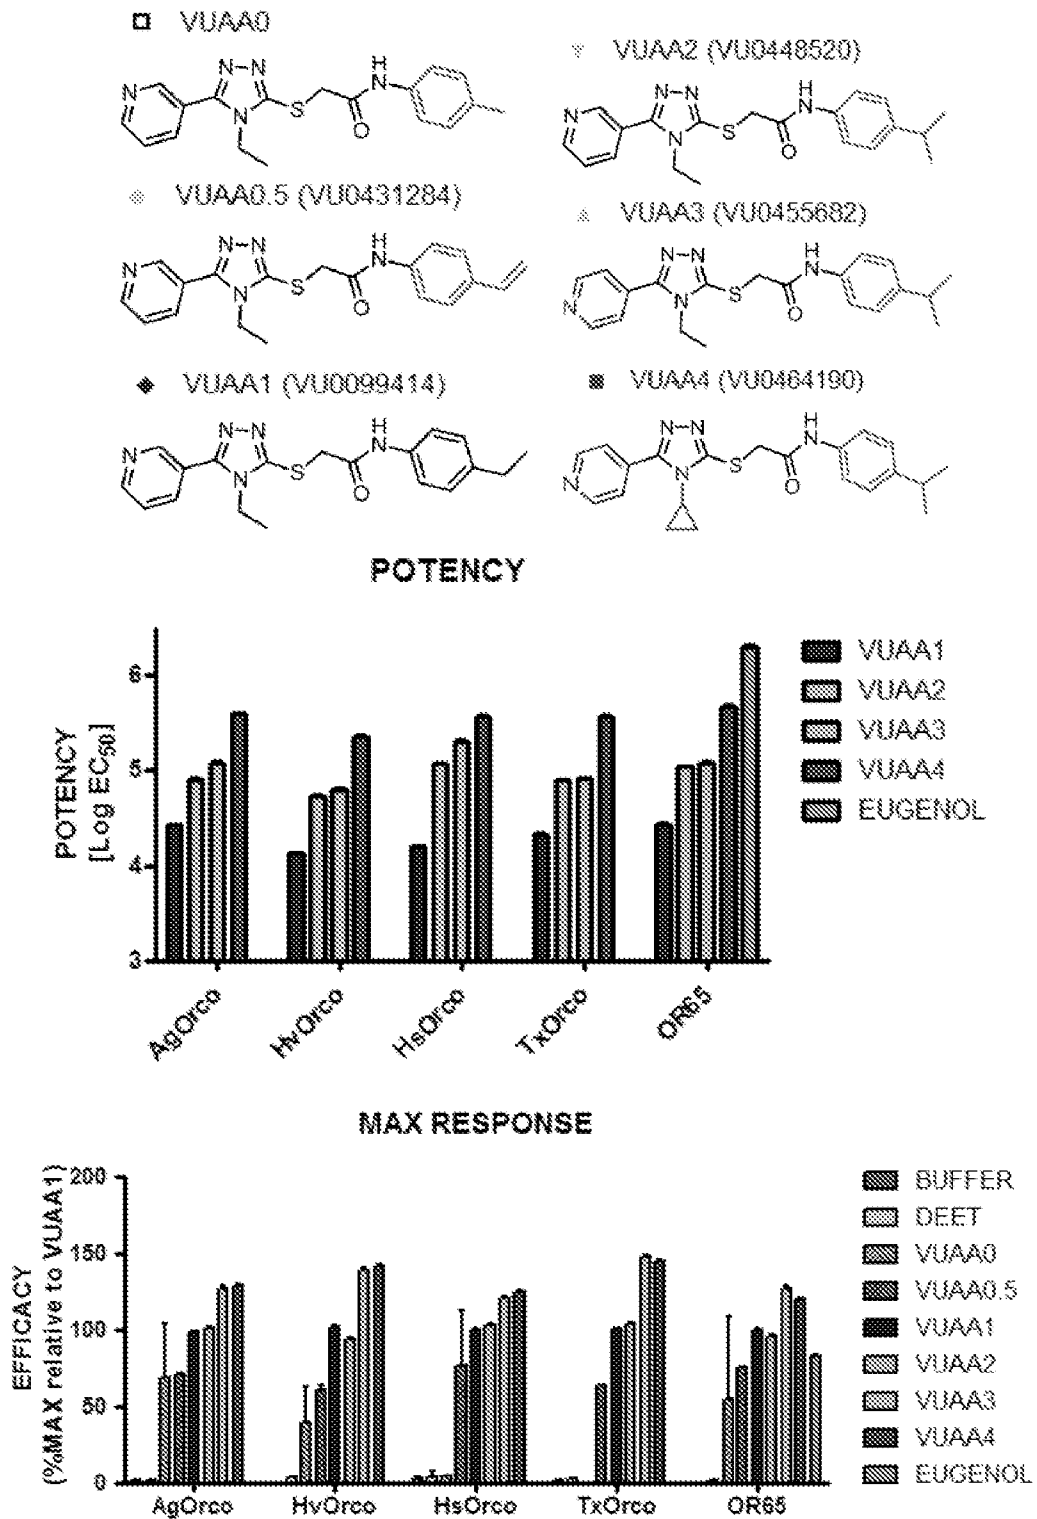 VUAA0
VUAA2 (VU0448520)
N N N N S O H N
N N N N S O H N
VUAA0.5 (VU0431284)
VUAA3 (VU0455682)
N N N N S O H N
N N N N S O H N
VUAA1 (VU0099414)
VUAA4 (VU0464190)
N N N N S O H N
N N N N S O H N
POTENCY
POTENCY
[Log EC50]
6
5
4
3
AgOrco
HvOrco
HsOrco
TxOrco
OR65
VUAA1
VUAA2
VUAA3
VUAA4
EUGENOL
MAX RESPONSE
EFFICACY
(%MAX relative to VUAA1)
200
150
100
50
0
AgOrco
HvOrco
HsOrco
TxOrco
OR65
BUFFER
DEET
VUAA0
VUAA0.5
VUAA1
VUAA2
VUAA3
VUAA4
EUGENOL